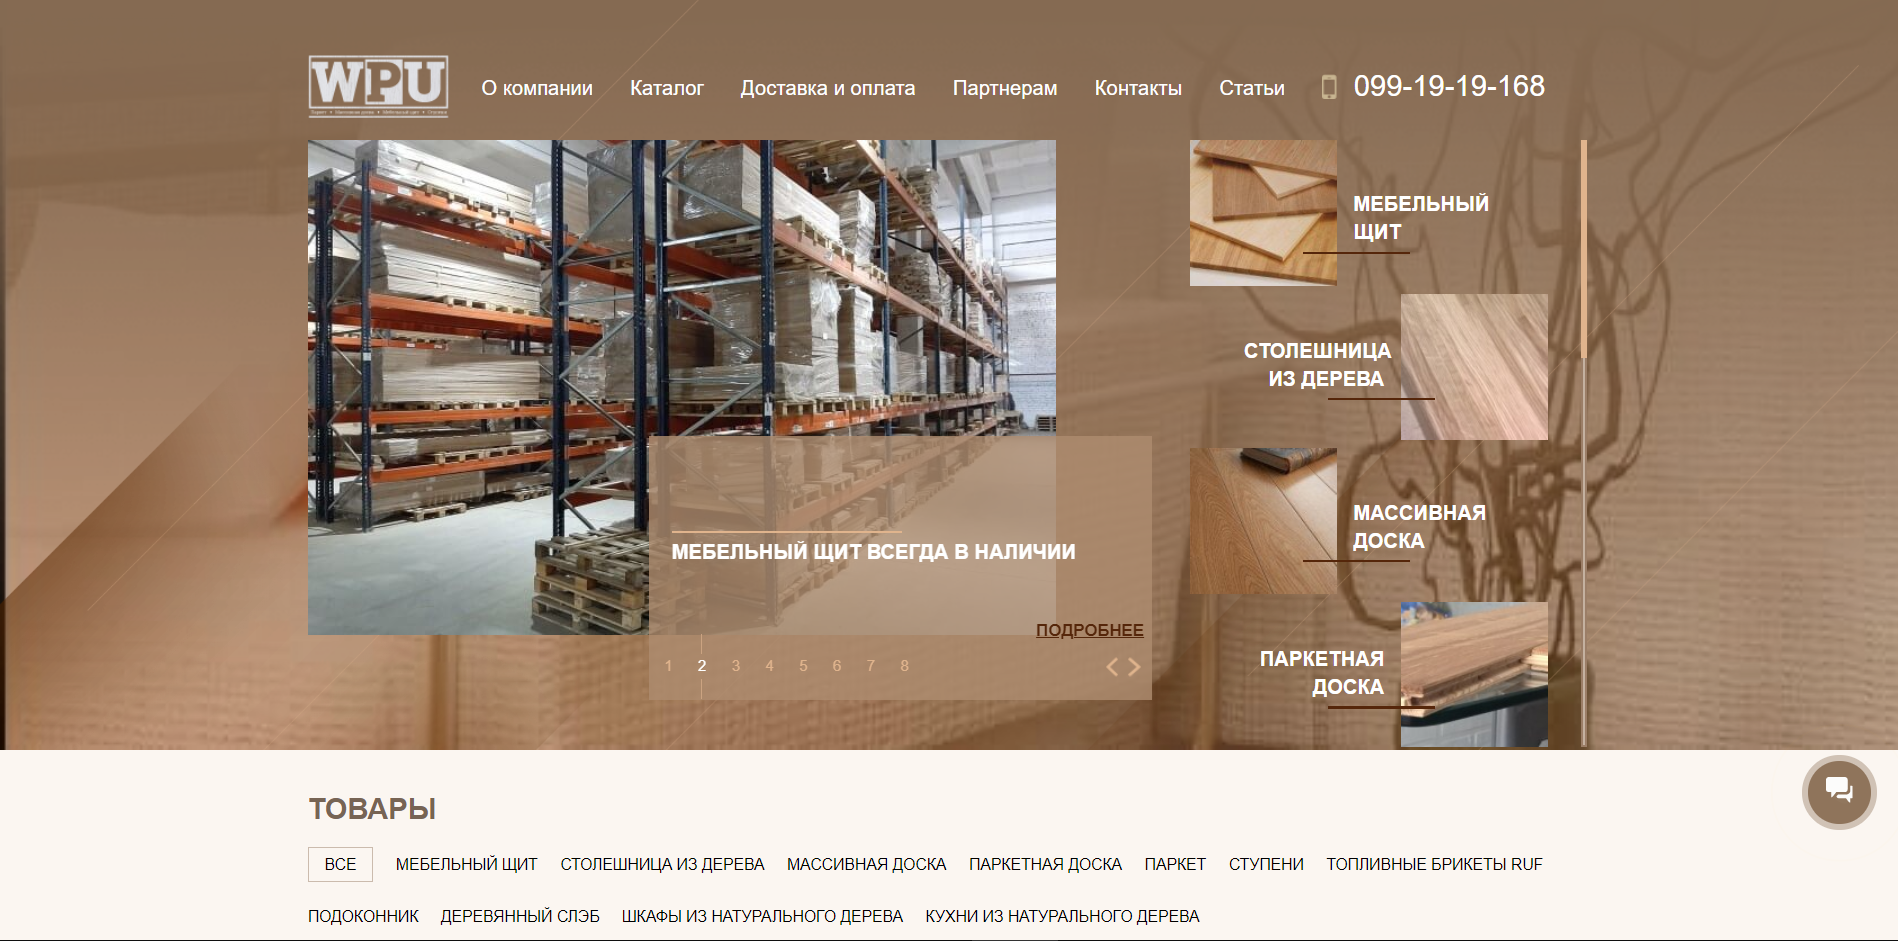 WPU
О компании Каталог Доставка и оплата Партнерам Контакты Статьи 099-19-19-168
МЕБЕЛЬНЫЙ
ЩИТ
СТОЛЕШНИЦА
ИЗ ДЕРЕВА
МАССИВНАЯ
ДОСКА
ПАРКЕТНАЯ
ДОСКА
МЕБЕЛЬНЫЙ ЩИТ ВСЕГДА В НАЛИЧИИ
ПОДРОБНЕЕ
1 2 3 4 5 6 7 8
ТОВАРЫ
ВСЕ МЕБЕЛЬНЫЙ ЩИТ СТОЛЕШНИЦА ИЗ ДЕРЕВА МАССИВНАЯ ДОСКА ПАРКЕТНАЯ ДОСКА ПАРКЕТ СТУПЕНИ ТОПЛИВНЫЕ БРИКЕТЫ RUF
ПОДОКОННИК ДЕРЕВЯННЫЙ СЛЭБ ШКАФЫ ИЗ НАТУРАЛЬНОГО ДЕРЕВА КУХНИ ИЗ НАТУРАЛЬНОГО ДЕРЕВА